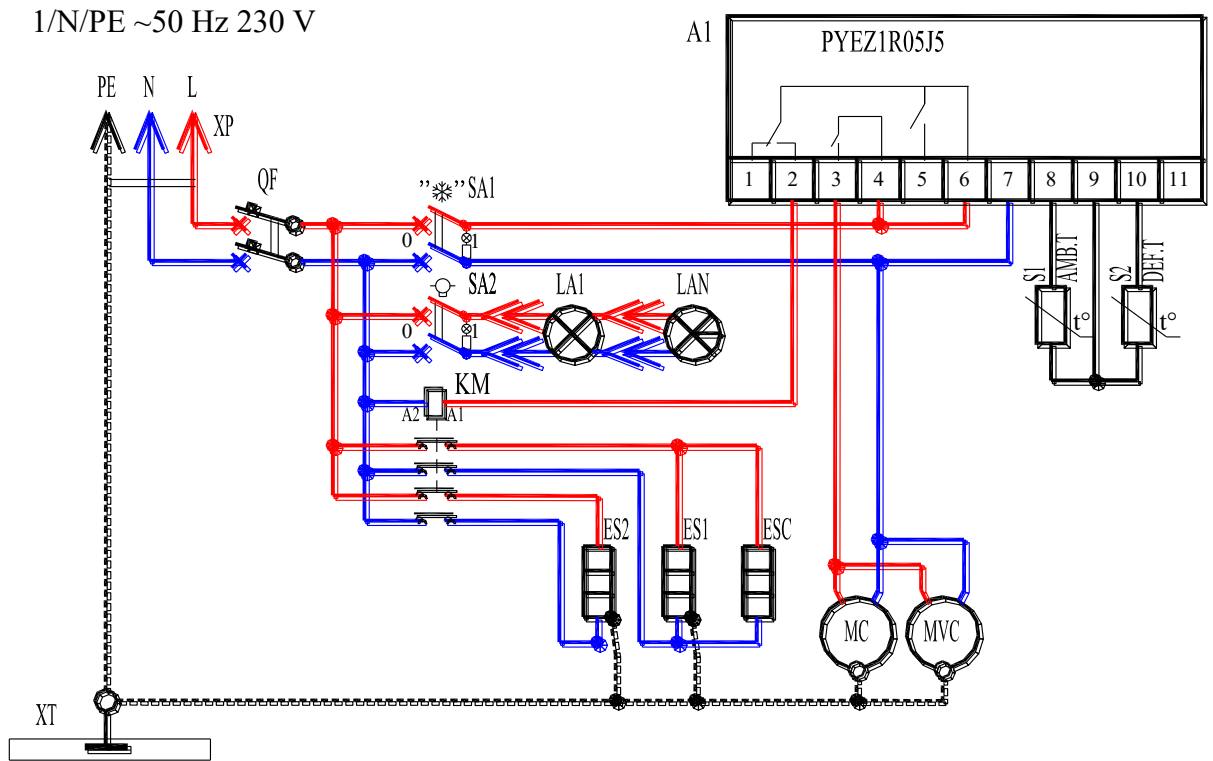 1/N/PE ~50 Hz 230 V
A1
PYEZ1R05J5
PE N L
XP
1 2 3 4 5 6 7 8 9 10 11
QF
"❄" SA1
0 1
S1
AMB.T
t°
S2
DEF.T
t°
SA2 LA1 LAN
0 1
KM
A2 A1
ES2 ES1 ESC
MC MVC
XT